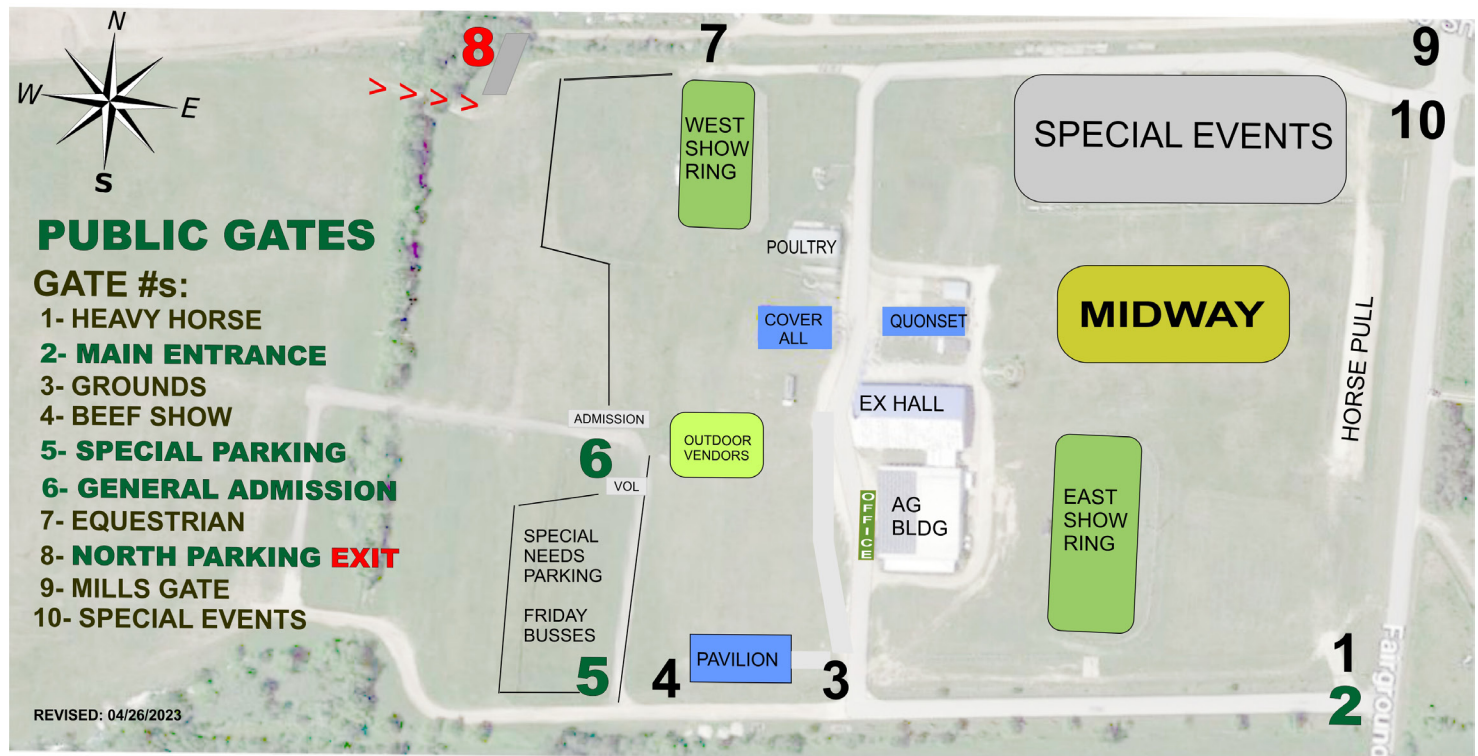 N
W
E
S
PUBLIC GATES
GATE #s:
1- HEAVY HORSE
2- MAIN ENTRANCE
3- GROUNDS
4- BEEF SHOW
5- SPECIAL PARKING
6- GENERAL ADMISSION
7- EQUESTRIAN
8- NORTH PARKING EXIT
9- MILLS GATE
10- SPECIAL EVENTS
REVISED: 04/26/2023
8
> > > >
7
9
10
WEST
SHOW
RING
SPECIAL EVENTS
POULTRY
COVER
ALL
QUONSET
MIDWAY
HORSE PULL
EX HALL
ADMISSION
6
VOL
OUTDOOR
VENDORS
OFFICE
AG
BLDG
EAST
SHOW
RING
SPECIAL
NEEDS
PARKING
FRIDAY
BUSSES
5
4
PAVILION
3
1
2
Fairground